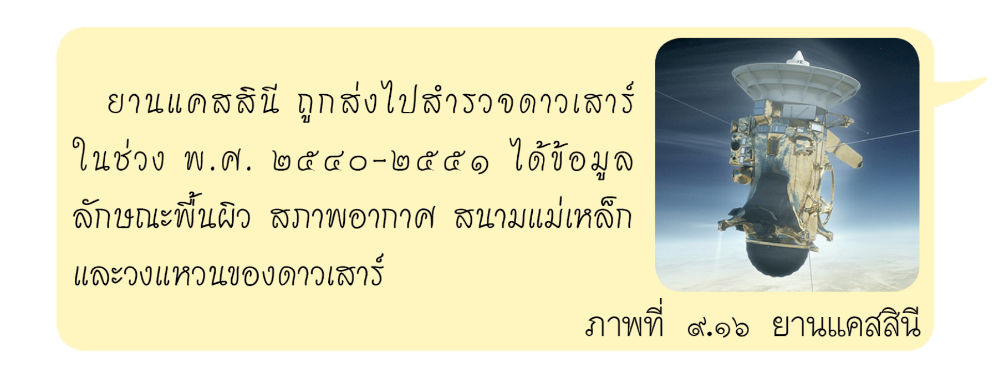 ยานแคสสินี ถูกส่งไปสำรวจดาวเสาร์
ในช่วง พ.ศ. ๒๕๔๐-๒๕๕๑ ได้ข้อมูล
ลักษณะพื้นผิว สภาพอากาศ สนามแม่เหล็ก
และวงแหวนของดาวเสาร์
ภาพที่ ๙.๑๖ ยานแคสสินี